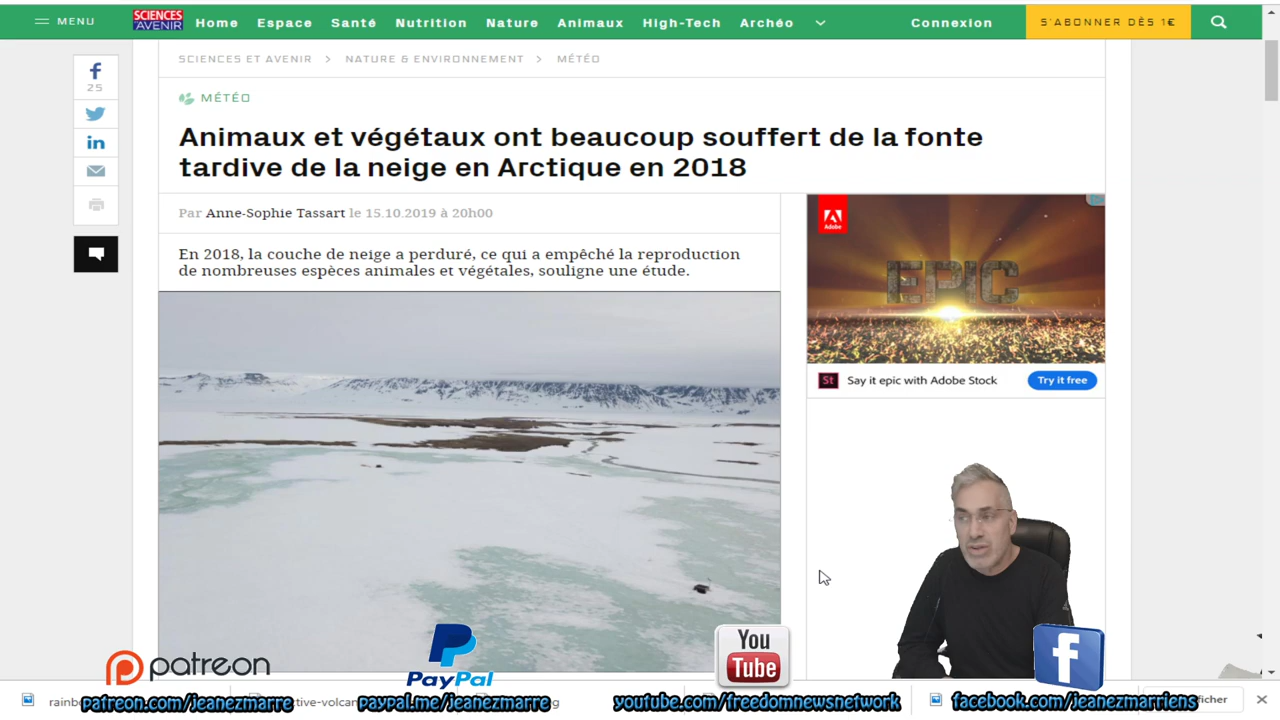 MENU
SCIENCES
AVENIR
Home
Espace
Santé
Nutrition
Nature
Animaux
High-Tech
Archéo
Connexion
S'ABONNER DÈS 1€
25
SCIENCES ET AVENIR > NATURE & ENVIRONNEMENT > MÉTÉO
MÉTÉO
Animaux et végétaux ont beaucoup souffert de la fonte
tardive de la neige en Arctique en 2018
Par Anne-Sophie Tassart le 15.10.2019 à 20h00
En 2018, la couche de neige a perduré, ce qui a empêché la reproduction
de nombreuses espèces animales et végétales, souligne une étude.
Adobe
EPIC
St Say it epic with Adobe Stock
Try it free
patreon
PayPal
You
Tube
f
patreon.com/jeanezmarre
paypal.me/jeanezmarre
youtube.com/freedomnewsnetwork
facebook.com/jeanezmarriens